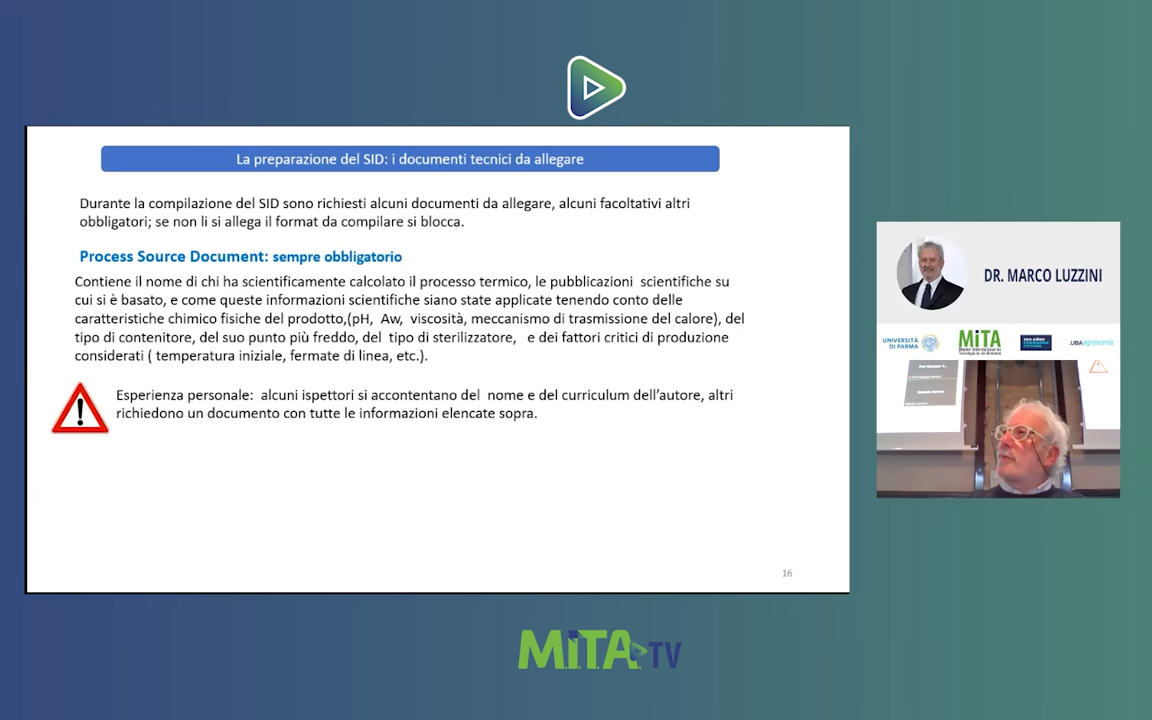 La preparazione del SID: i documenti tecnici da allegare
Durante la compilazione del SID sono richiesti alcuni documenti da allegare, alcuni facoltativi altri
obbligatori; se non li si allega il format da compilare si blocca.
Process Source Document: sempre obbligatorio
Contiene il nome di chi ha scientificamente calcolato il processo termico, le pubblicazioni scientifiche su
cui si è basato, e come queste informazioni scientifiche siano state applicate tenendo conto delle
caratteristiche chimico fisiche del prodotto,(pH, Aw, viscosità, meccanismo di trasmissione del calore), del
tipo di contenitore, del suo punto più freddo, del tipo di sterilizzatore, e dei fattori critici di produzione
considerati ( temperatura iniziale, fermate di linea, etc.).
Esperienza personale: alcuni ispettori si accontentano del nome e del curriculum dell'autore, altri
richiedono un documento con tutte le informazioni elencate sopra.
16
DR. MARCO LUZZINI
UNIVERSITÀ
DI PARMA
MiTA
.UBAagronomia
M.I.T.A. TV